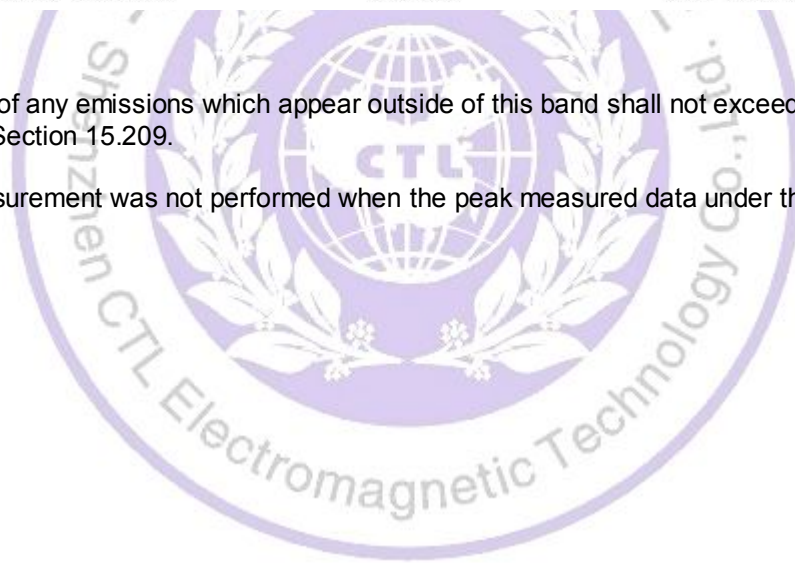 of any emissions which appear outside of this band shall not exceed
Section 15.209.
surement was not performed when the peak measured data under th
CTL
Shenzhen CTL Electromagnetic Technology Co., Ltd.